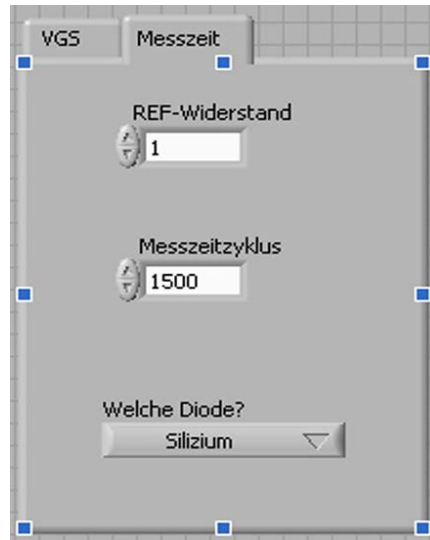 VGS Messzeit
REF-Widerstand
1
Messzeitzyklus
1500
Welche Diode?
Silizium